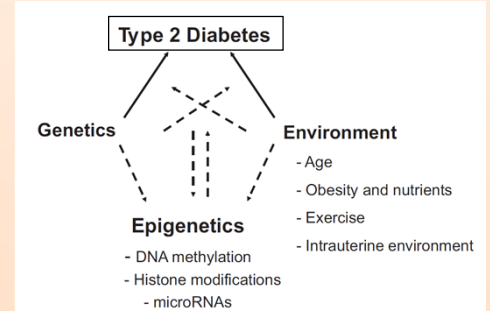 Type 2 Diabetes
Genetics
Environment
- Age
- Obesity and nutrients
- Exercise
- Intrauterine environment
Epigenetics
- DNA methylation
- Histone modifications
- microRNAs